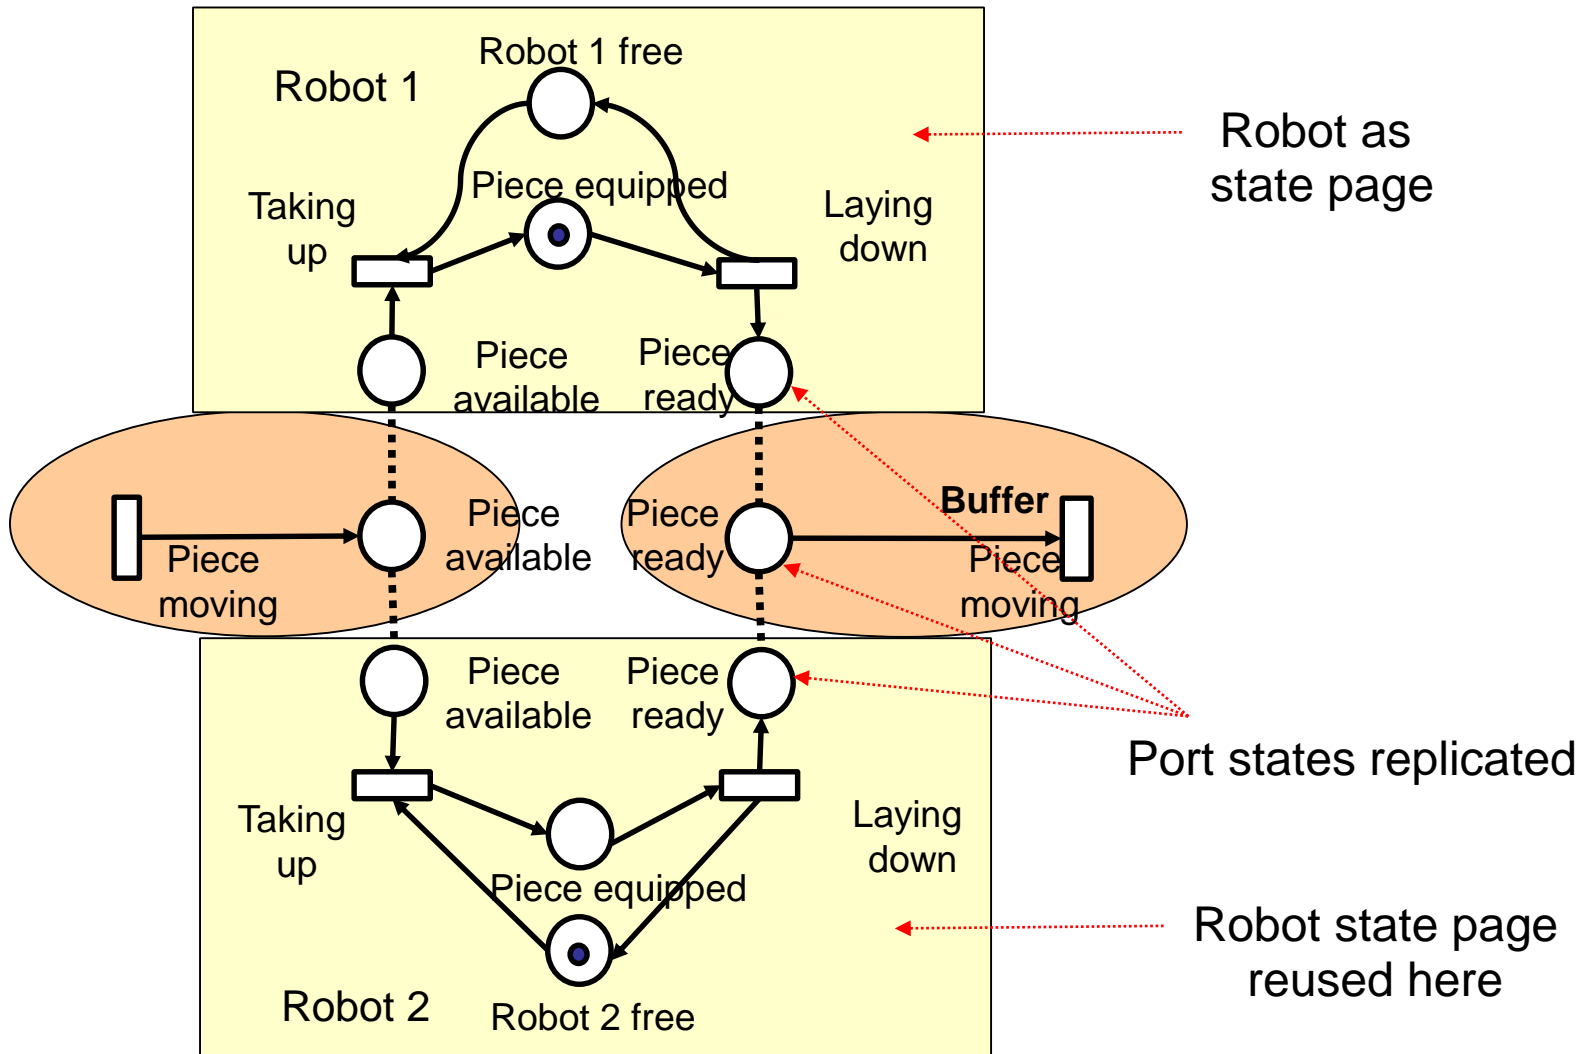 Robot 1 free
Robot 1
Robot as
state page
Piece equipped
Taking
up
Laying
down
Piece
available
Piece
ready
Buffer
Piece
available
Piece
ready
Piece
moving
Piece
moving
Piece
available
Piece
ready
Port states replicated
Taking
up
Laying
down
Piece equipped
Robot state page
reused here
Robot 2
Robot 2 free